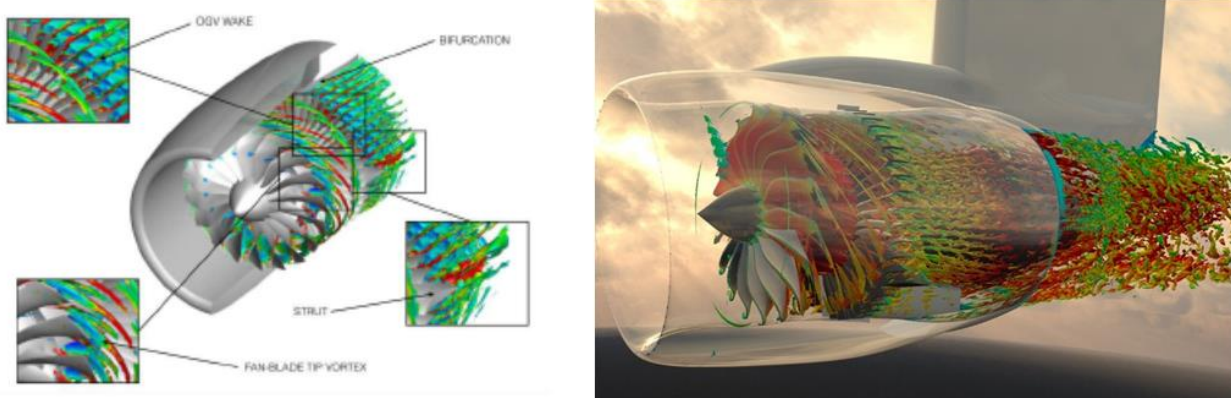 OGV WAKE
BIFURCATION
STRUT
FAN-BLADE TIP VORTEX